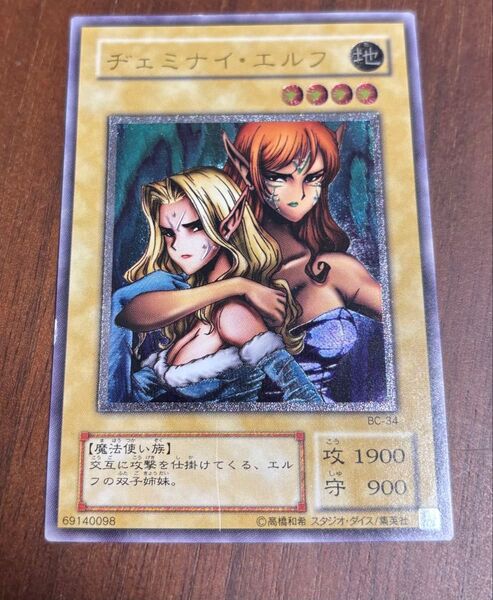 ヂェミナイ・エルフ
地
BC-34
【魔法使い族】
交互に攻撃を仕掛けてくる、エル
フの双子姉妹。
攻 1900
守 900
69140098
©高橋和希 スタジオ・ダイス/集英社